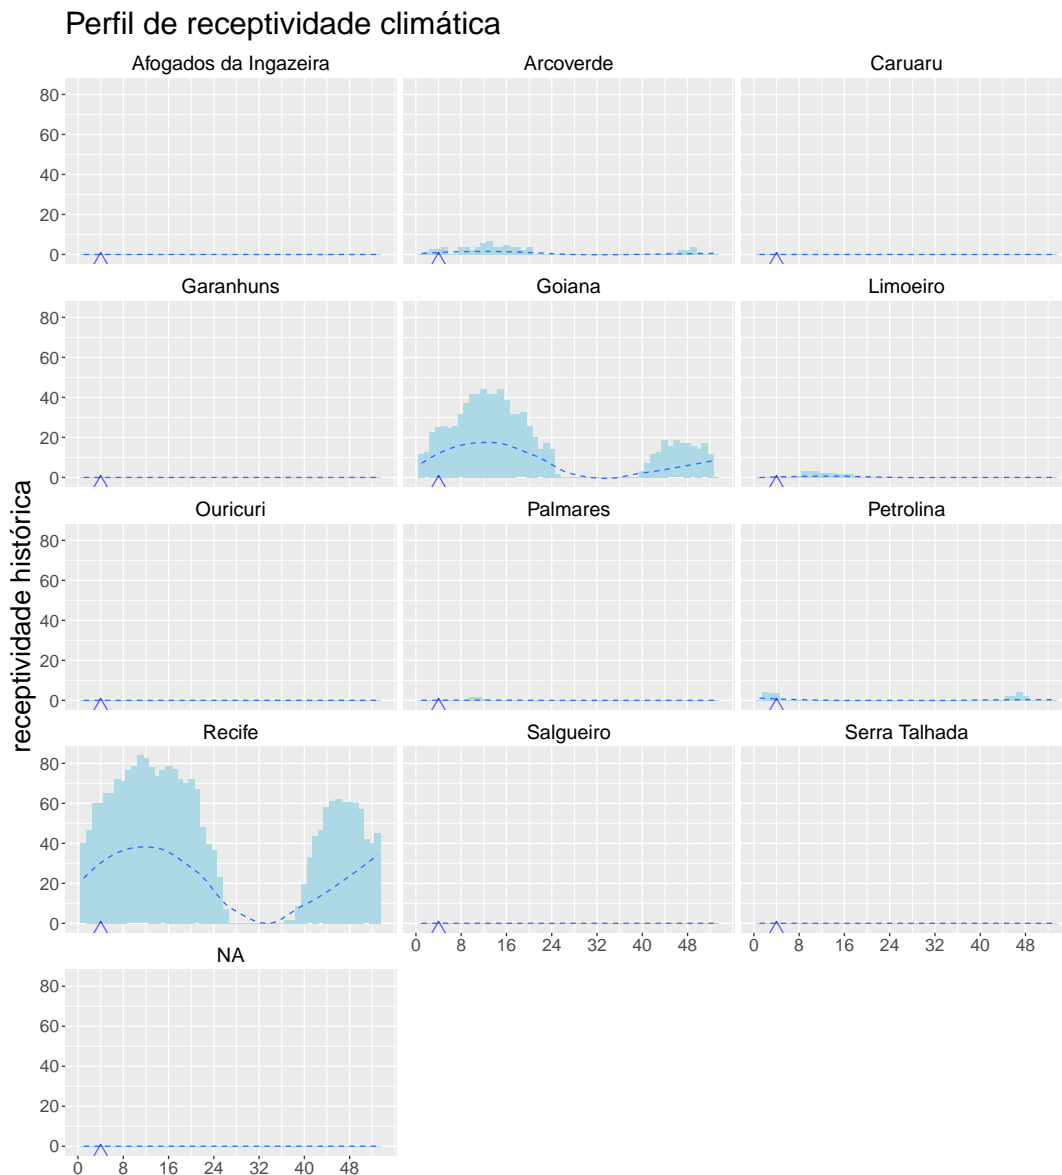 Perfil de receptividade climática
receptividade histórica
Afogados da Ingazeira
Arcoverde
Caruaru
80
60
40
20
0
Garanhuns
Goiana
Limoeiro
80
60
40
20
0
Ouricuri
Palmares
Petrolina
80
60
40
20
0
Recife
Salgueiro
Serra Talhada
80
60
40
20
0
0 8 16 24 32 40 48
0 8 16 24 32 40 48
NA
80
60
40
20
0
0 8 16 24 32 40 48